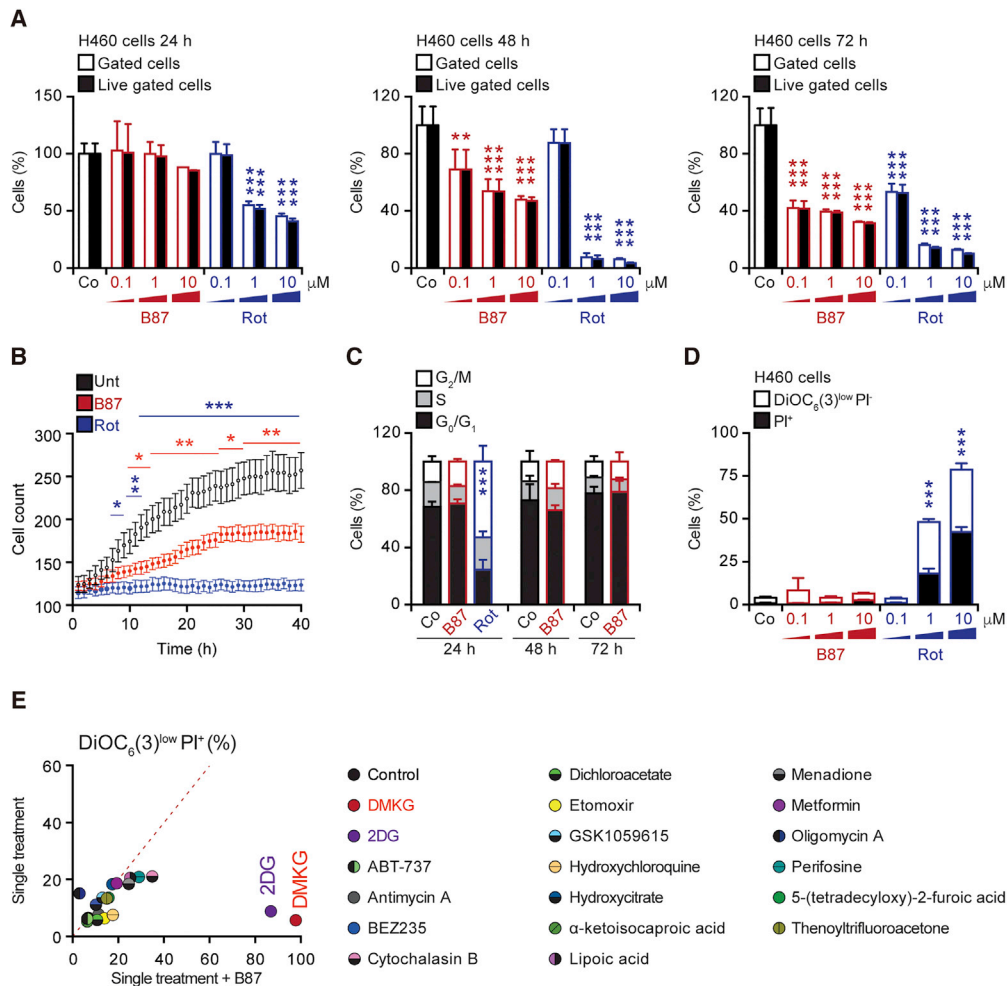 A
H460 cells 24 h
Gated cells
Live gated cells
Cells (%)
150
100
50
0
Co 0.1 1 10 0.1 1 10 μM
B87 Rot
*** *** *** ***
H460 cells 48 h
Gated cells
Live gated cells
Cells (%)
120
80
40
0
Co 0.1 1 10 0.1 1 10 μM
B87 Rot
* * *** *** *** *** *** *** *** ***
H460 cells 72 h
Gated cells
Live gated cells
Cells (%)
120
80
40
0
Co 0.1 1 10 0.1 1 10 μM
B87 Rot
*** *** *** *** *** *** *** *** *** *** *** ***
B
Unt
B87
Rot
***
* ** * **
* **
Cell count
300
250
200
150
100
0 10 20 30 40
Time (h)
C
G2/M
S
G0/G1
Cells (%)
120
80
40
0
***
Co B87 Rot Co B87 Co B87
24 h 48 h 72 h
D
H460 cells
DiOC6(3)low PI-
PI+
Cells (%)
100
75
50
25
0
*** ***
0.1 1 10 0.1 1 10 μM
Co
B87 Rot
E
DiOC6(3)low PI+ (%)
Single treatment
60
40
20
0
2DG
DMKG
0 20 40 60 80 100
Single treatment + B87
Control
DMKG
2DG
ABT-737
Antimycin A
BEZ235
Cytochalasin B
Dichloroacetate
Etomoxir
GSK1059615
Hydroxychloroquine
Hydroxycitrate
α-ketoisocaproic acid
Lipoic acid
Menadione
Metformin
Oligomycin A
Perifosine
5-(tetradecyloxy)-2-furoic acid
Thenoyltrifluoroacetone